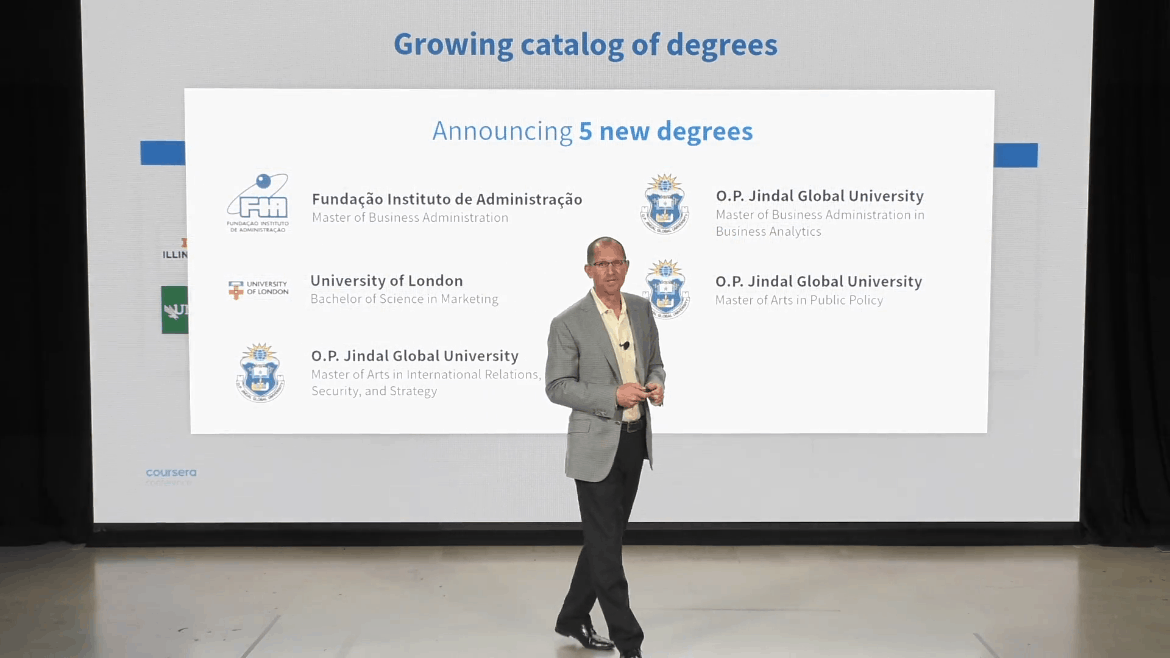 Growing catalog of degrees
Announcing 5 new degrees
FIA
FUNDAÇÃO INSTITUTO
DE ADMINISTRAÇÃO
Fundação Instituto de Administração
Master of Business Administration
UNIVERSITY
OF LONDON
University of London
Bachelor of Science in Marketing
O.P. Jindal Global University
Master of Arts in International Relations,
Security, and Strategy
O.P. Jindal Global University
Master of Business Administration in
Business Analytics
O.P. Jindal Global University
Master of Arts in Public Policy
coursera